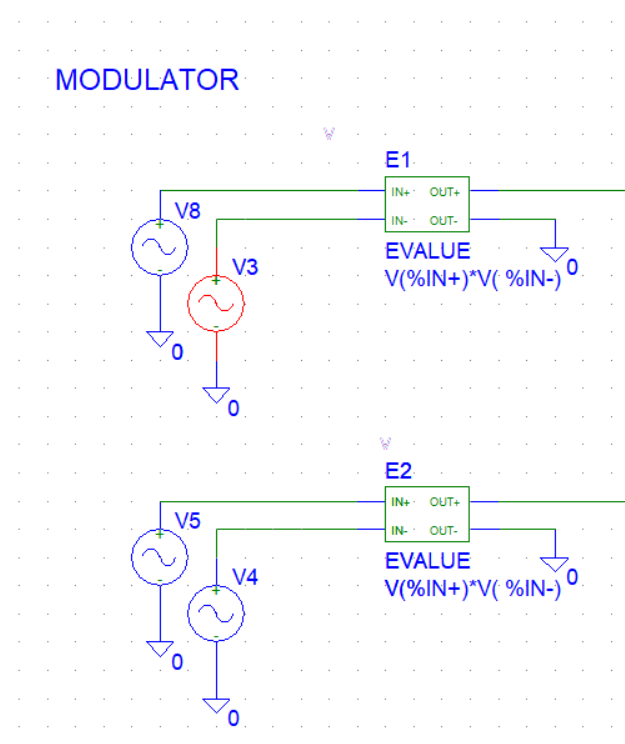 MODULATOR
E1
IN+ OUT+
V8
IN- OUT-
EVALUE
V3
V(%IN+)*V( %IN-)
0
+
-
+
-
0
0
E2
IN+ OUT+
V5
IN- OUT-
EVALUE
V4
V(%IN+)*V( %IN-)
0
+
-
+
-
0
0